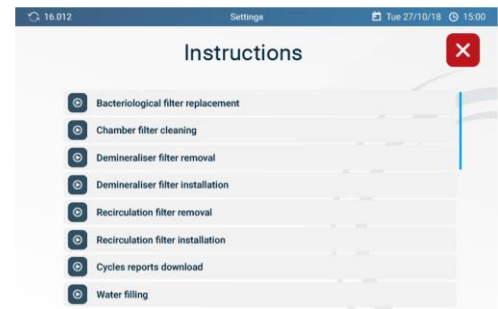 16.012 Settings Tue 27/10/18 15:00
Instructions
Bacteriological filter replacement
Chamber filter cleaning
Demineraliser filter removal
Demineraliser filter installation
Recirculation filter removal
Recirculation filter installation
Cycles reports download
Water filling